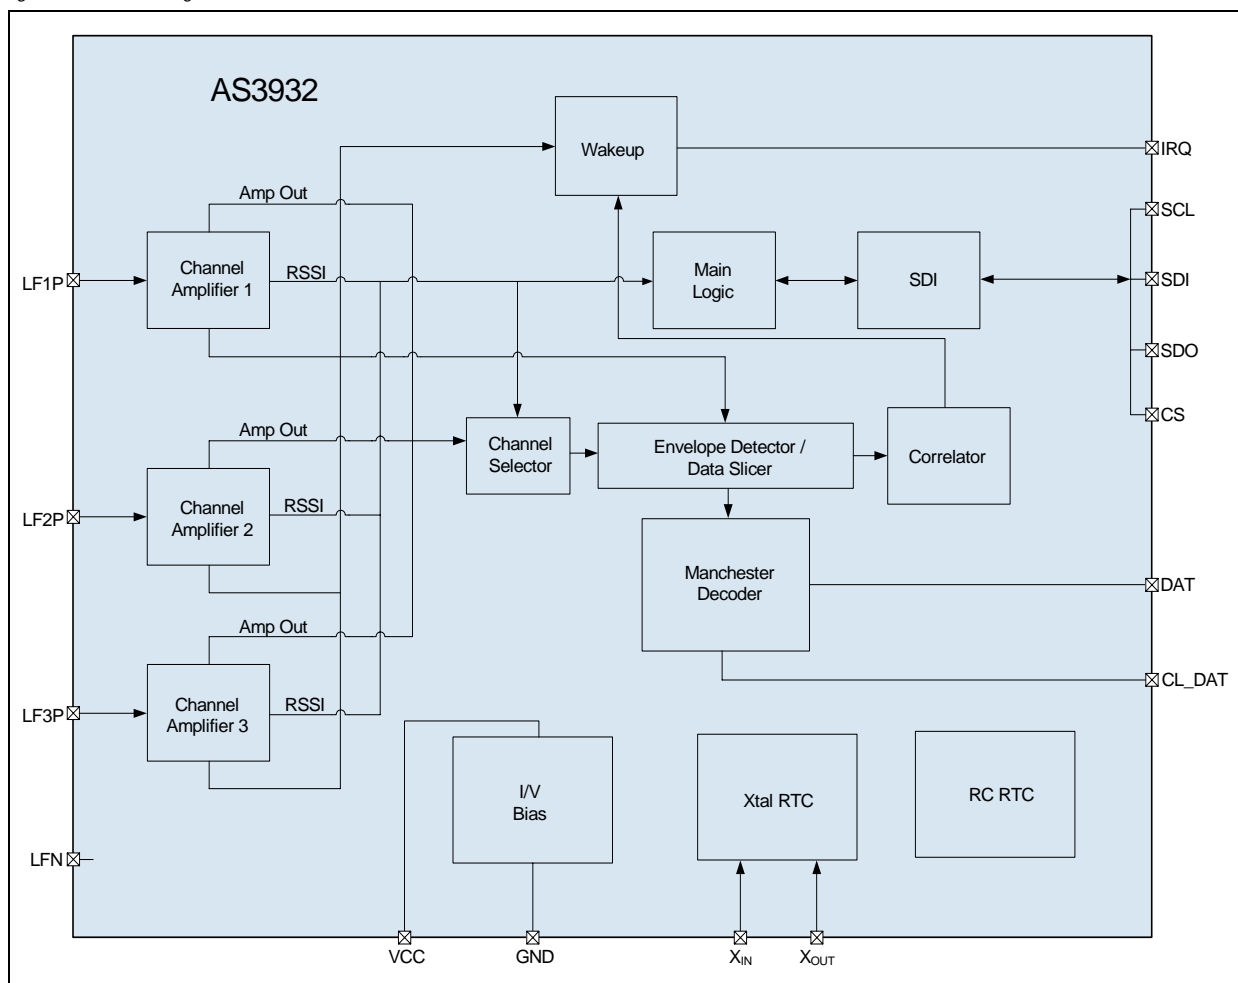 AS3932
Wakeup
IRQ
SCL
Amp Out
LF1P
Channel
Amplifier 1
RSSI
Main
Logic
SDI
SDI
SDO
CS
Amp Out
Channel
Selector
Envelope Detector /
Data Slicer
Correlator
LF2P
Channel
Amplifier 2
RSSI
Manchester
Decoder
DAT
Amp Out
CL_DAT
LF3P
Channel
Amplifier 3
RSSI
I/V
Bias
Xtal RTC
RC RTC
LFN
VCC
GND
XIN
XOUT